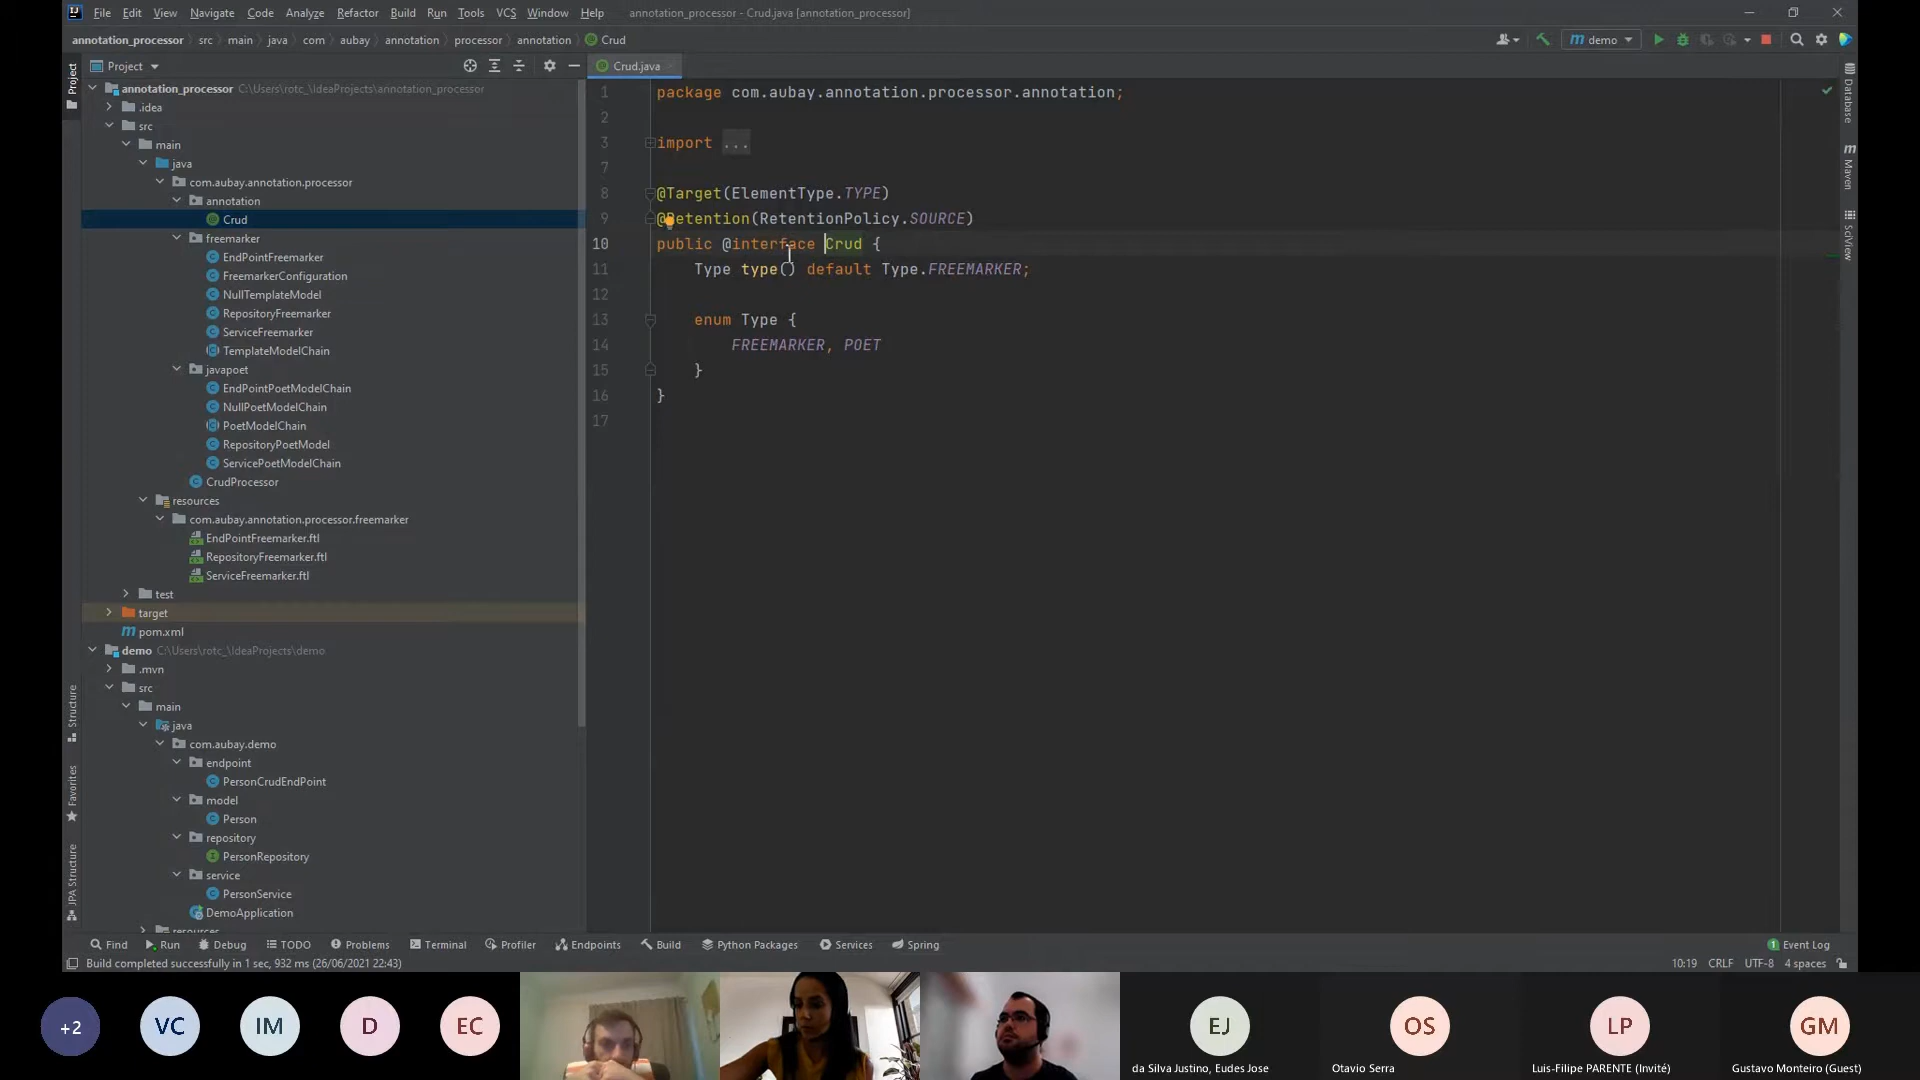 File Edit View Navigate Code Analyze Refactor Build Run Tools VCS Window Help annotation_processor - Crud.java [annotation_processor]
annotation_processor src main java com aubay annotation processor annotation Crud demo
Project
Crud.java
annotation_processor C:\Users\rotc_\IdeaProjects\annotation_processor
.idea
src
main
java
com.aubay.annotation.processor
annotation
Crud
freemarker
EndPointFreemarker
FreemarkerConfiguration
NullTemplateModel
RepositoryFreemarker
ServiceFreemarker
TemplateModelChain
javapoet
EndPointPoetModelChain
NullPoetModelChain
PoetModelChain
RepositoryPoetModel
ServicePoetModelChain
CrudProcessor
resources
com.aubay.annotation.processor.freemarker
EndPointFreemarker.ftl
RepositoryFreemarker.ftl
ServiceFreemarker.ftl
test
target
pom.xml
demo C:\Users\rotc_\IdeaProjects\demo
.mvn
src
main
java
com.aubay.demo
endpoint
PersonCrudEndPoint
model
Person
repository
PersonRepository
service
PersonService
DemoApplication
resources
1 package com.aubay.annotation.processor.annotation;
2
3 import ...
7
8 @Target(ElementType.TYPE)
9 @Retention(RetentionPolicy.SOURCE)
10 public @interface Crud {
11 Type type() default Type.FREEMARKER;
12
13 enum Type {
14 FREEMARKER, POET
15 }
16 }
17
Project
Structure
Favorites
JPA Structure
Database
Maven
SciView
Find Run Debug TODO Problems Terminal Profiler Endpoints Build Python Packages Services Spring 1 Event Log
Build completed successfully in 1 sec, 932 ms (26/06/2021 22:43) 10:19 CRLF UTF-8 4 spaces
+2 VC IM D EC EJ OS LP GM
da Silva Justino, Eudes Jose Otavio Serra Luis-Filipe PARENTE (Invité) Gustavo Monteiro (Guest)